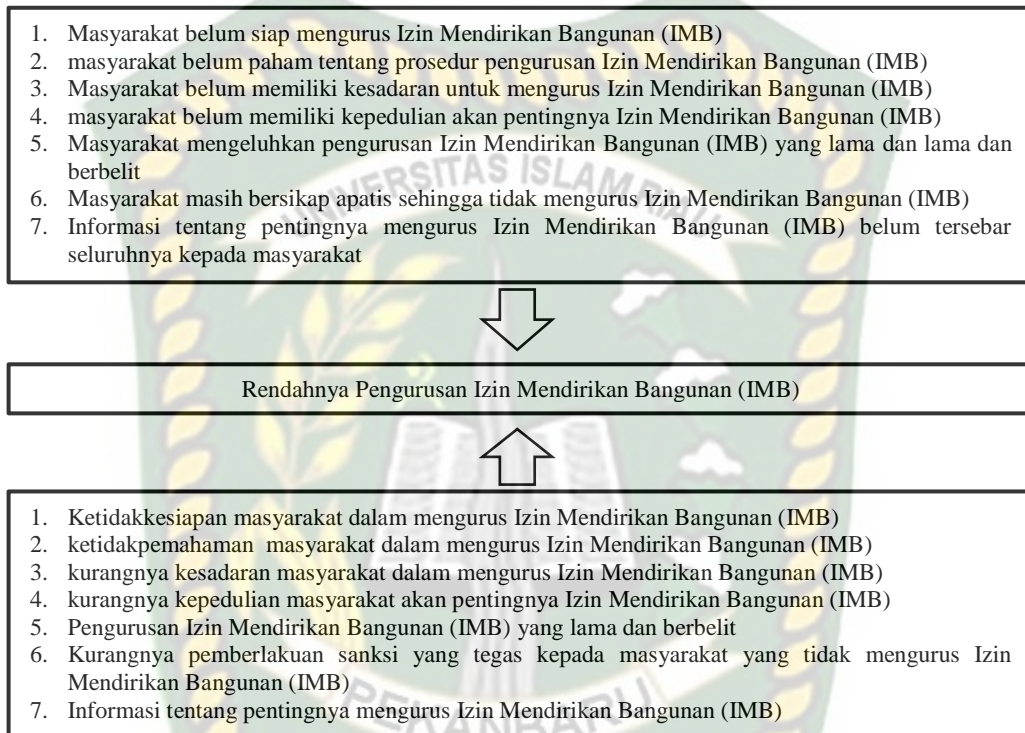 1. Masyarakat belum siap mengurus Izin Mendirikan Bangunan (IMB)
2. masyarakat belum paham tentang prosedur pengurusan Izin Mendirikan Bangunan (IMB)
3. Masyarakat belum memiliki kesadaran untuk mengurus Izin Mendirikan Bangunan (IMB)
4. masyarakat belum memiliki kepedulian akan pentingnya Izin Mendirikan Bangunan (IMB)
5. Masyarakat mengeluhkan pengurusan Izin Mendirikan Bangunan (IMB) yang lama dan lama dan
berbelit
6. Masyarakat masih bersikap apatis sehingga tidak mengurus Izin Mendirikan Bangunan (IMB)
7. Informasi tentang pentingnya mengurus Izin Mendirikan Bangunan (IMB) belum tersebar
seluruhnya kepada masyarakat
UNIVERSITAS ISLAM RIAU
Rendahnya Pengurusan Izin Mendirikan Bangunan (IMB)
1. Ketidakkesiapan masyarakat dalam mengurus Izin Mendirikan Bangunan (IMB)
2. ketidakpemahaman masyarakat dalam mengurus Izin Mendirikan Bangunan (IMB)
3. kurangnya kesadaran masyarakat dalam mengurus Izin Mendirikan Bangunan (IMB)
4. kurangnya kepedulian masyarakat akan pentingnya Izin Mendirikan Bangunan (IMB)
5. Pengurusan Izin Mendirikan Bangunan (IMB) yang lama dan berbelit
6. Kurangnya pemberlakuan sanksi yang tegas kepada masyarakat yang tidak mengurus Izin
Mendirikan Bangunan (IMB)
7. Informasi tentang pentingnya mengurus Izin Mendirikan Bangunan (IMB)
PEKANBARU